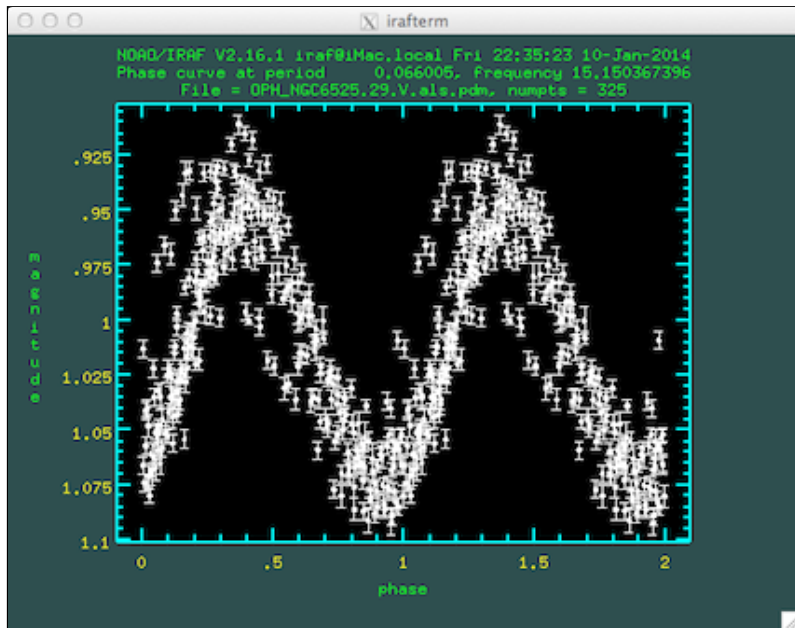 X irafterm
NOAO/IRAF V2.16.1 iraf@iMac.local Fri 22:35:23 10-Jan-2014
Phase curve at period 0.066005, frequency 15.150367396
File = OPH_NGC6525.29.V.als.pdm, numpts = 325
.925
.95
.975
1
1.025
1.05
1.075
1.1
magnitude
0 .5 1 1.5 2
phase